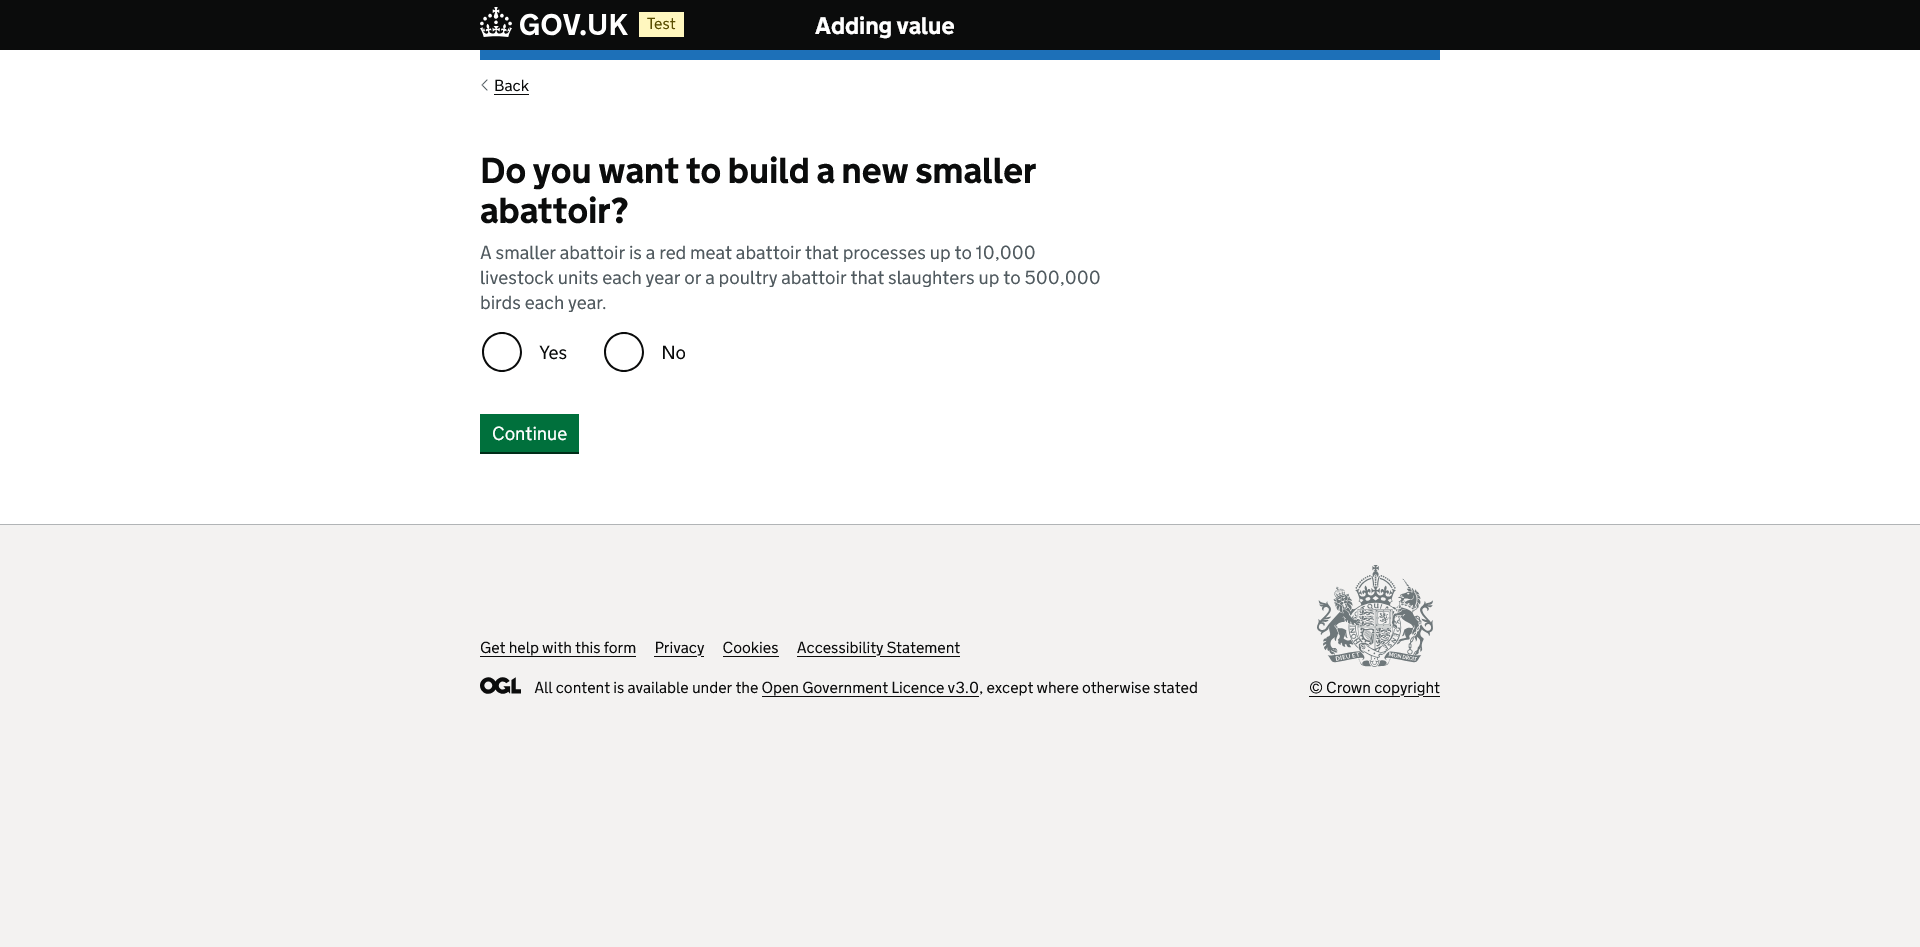 GOV.UK Test Adding value
Back
Do you want to build a new smaller
abattoir?
A smaller abattoir is a red meat abattoir that processes up to 10,000
livestock units each year or a poultry abattoir that slaughters up to 500,000
birds each year.
Yes No
Continue
Get help with this form Privacy Cookies Accessibility Statement
OGL All content is available under the Open Government Licence v3.0, except where otherwise stated
© Crown copyright